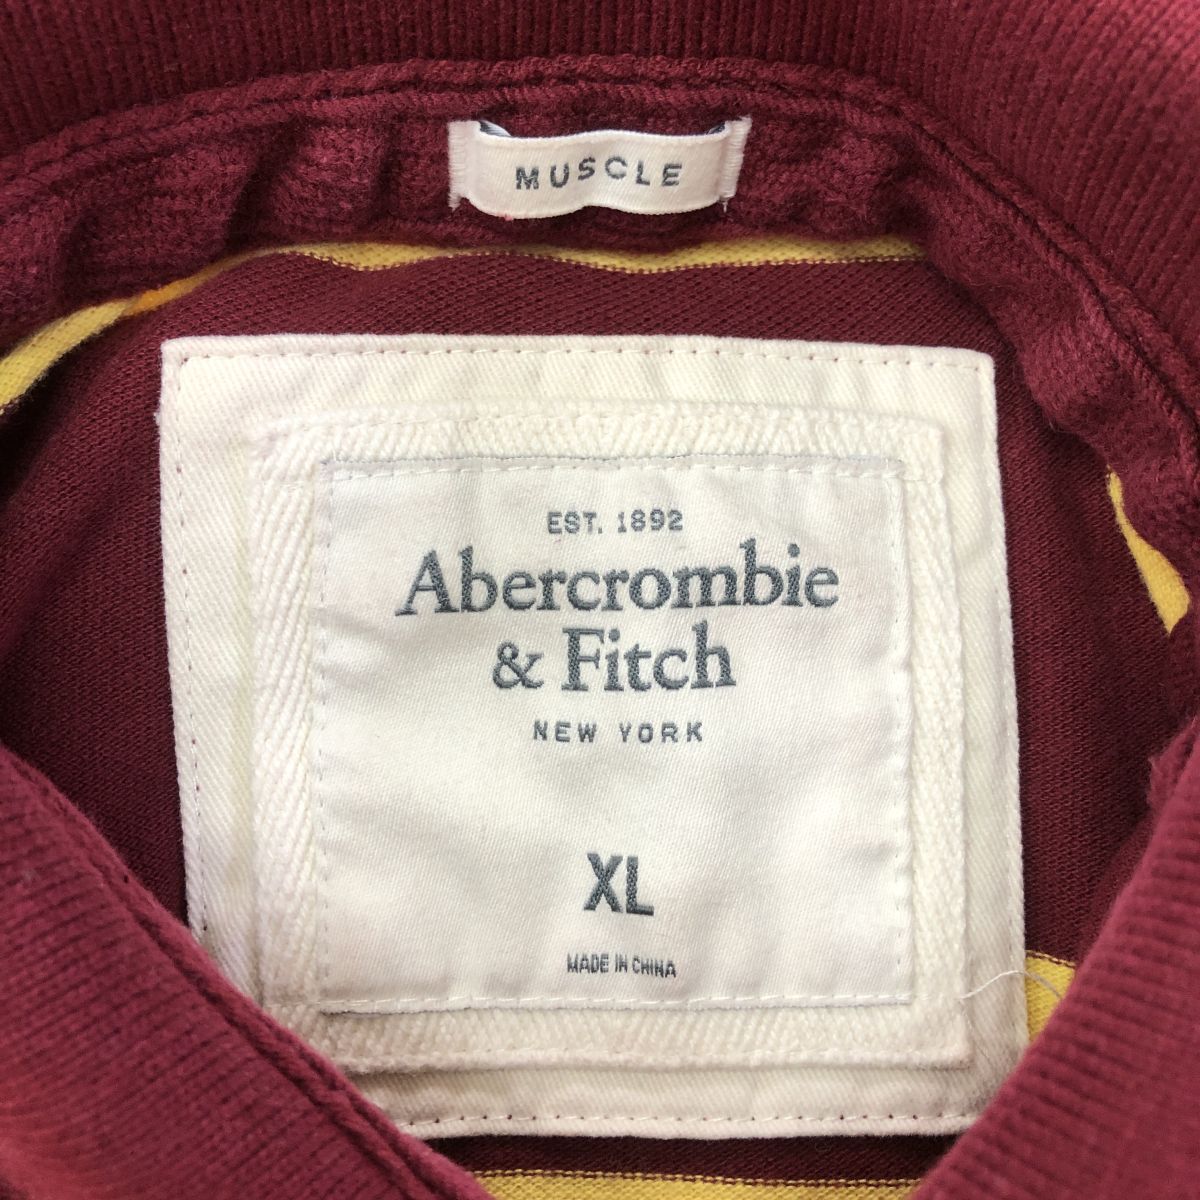 MUSCLE
EST. 1892
Abercrombie
& Fitch
NEW YORK
XL
MADE IN CHINA